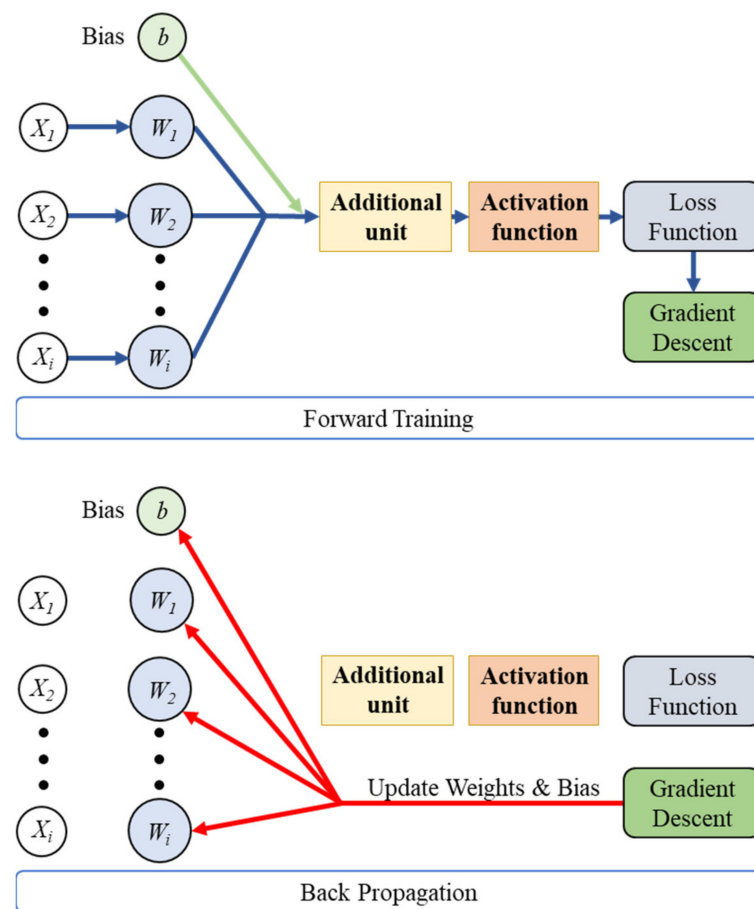 Bias b
X1 W1
X2 W2
Additional
unit
Activation
function
Loss
Function
Xi Wi
Gradient
Descent
Forward Training
Bias b
X1 W1
X2 W2
Additional
unit
Activation
function
Loss
Function
Update Weights & Bias
Gradient
Descent
Xi Wi
Back Propagation